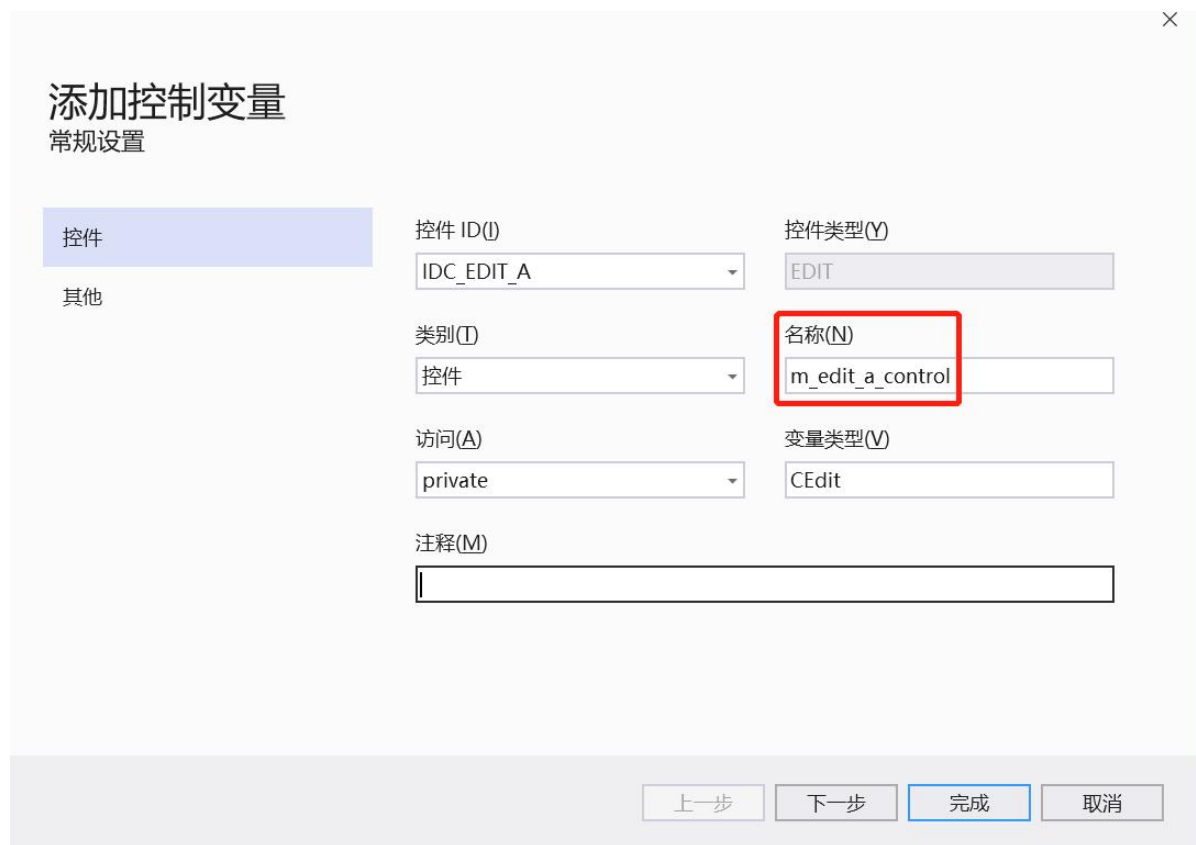 添加控制变量
常规设置
控件
其他
控件 ID(I)
控件类型(Y)
IDC_EDIT_A
EDIT
类别(T)
名称(N)
控件
m_edit_a_control
访问(A)
变量类型(V)
private
CEdit
注释(M)
上一步
下一步
完成
取消